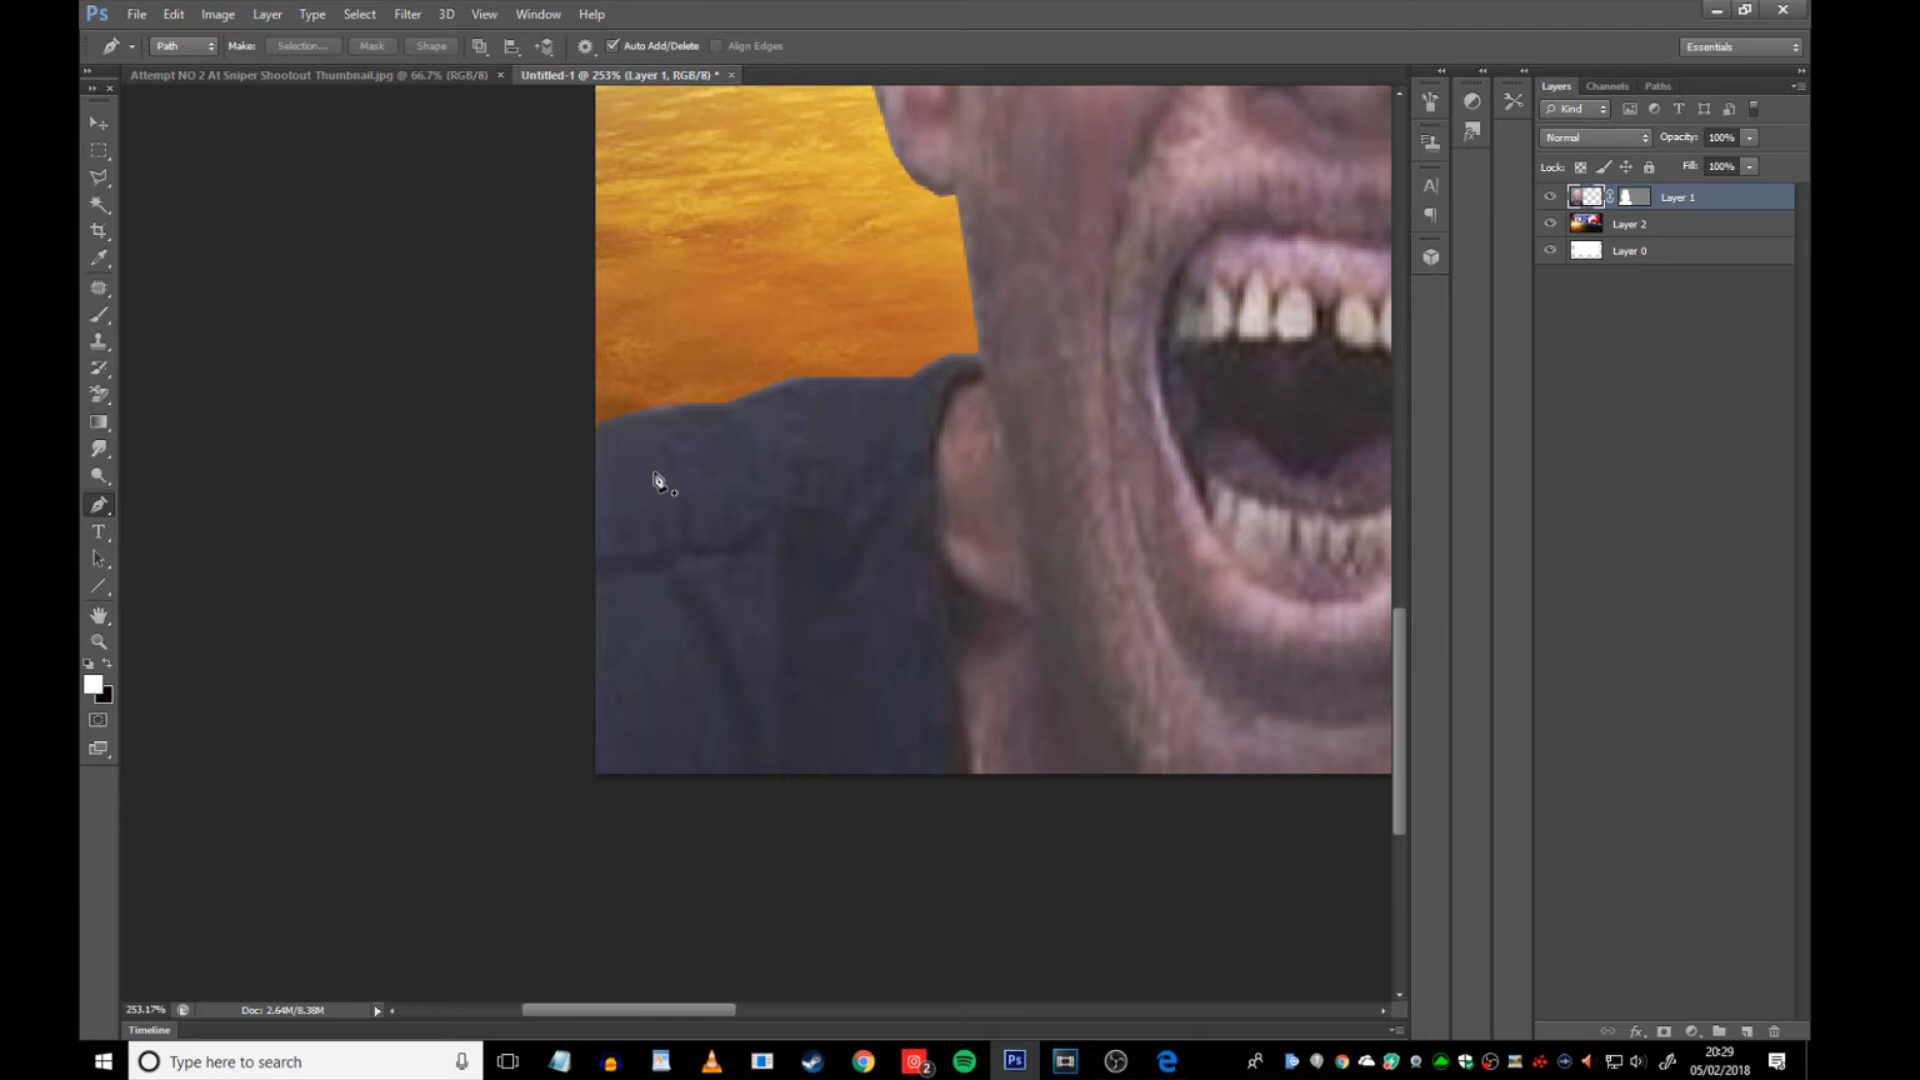 Ps File Edit Image Layer Type Select Filter 3D View Window Help
Path Make: Selection... Mask Shape Auto Add/Delete Align Edges Essentials
Attempt NO 2 At Sniper Shootout Thumbnail.jpg @ 66.7% (RGB/8) × Untitled-1 @ 253% (Layer 1, RGB/8) * ×
Layers Channels Paths
Kind
Normal Opacity: 100%
Lock: Fill: 100%
Layer 1
Layer 2
Layer 0
253.17% Doc: 2.64M/8.38M
Timeline
fx
Type here to search
2
Ps
20:29
05/02/2018